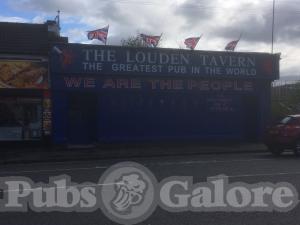 THE LOUDEN TAVERN
THE GREATEST PUB IN THE WORLD
WE ARE THE PEOPLE
Pubs Galore